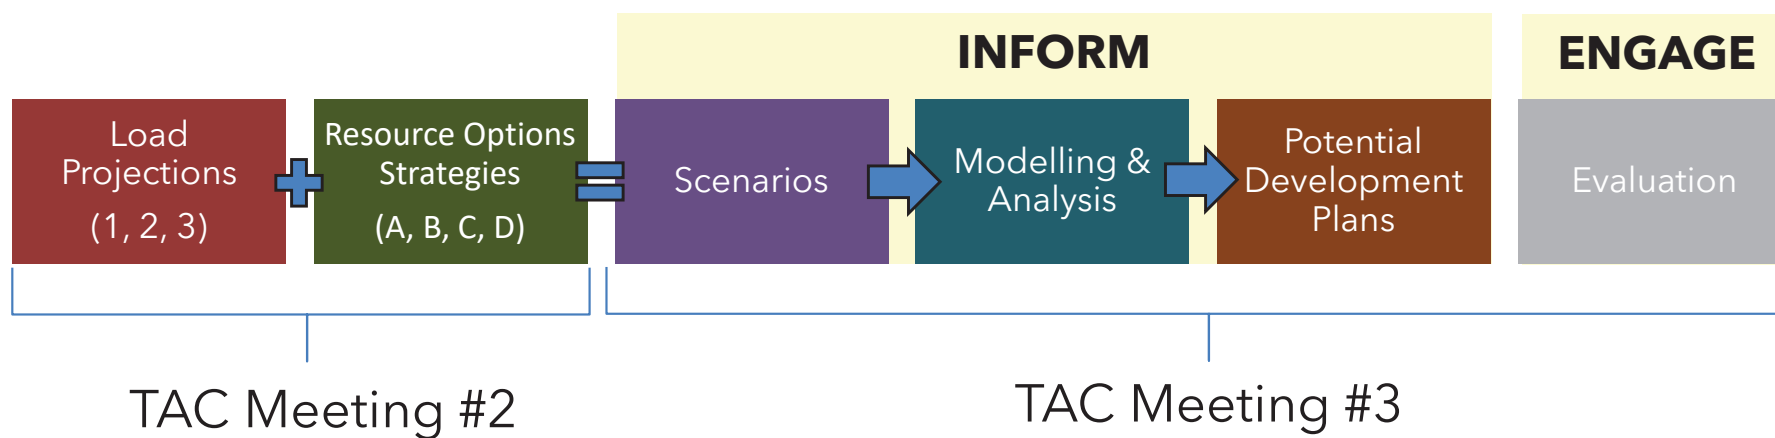 INFORM
ENGAGE
Load
Projections
(1, 2, 3)
Resource Options
Strategies
(A, B, C, D)
Scenarios
Modelling &
Analysis
Potential
Development
Plans
Evaluation
TAC Meeting #2
TAC Meeting #3